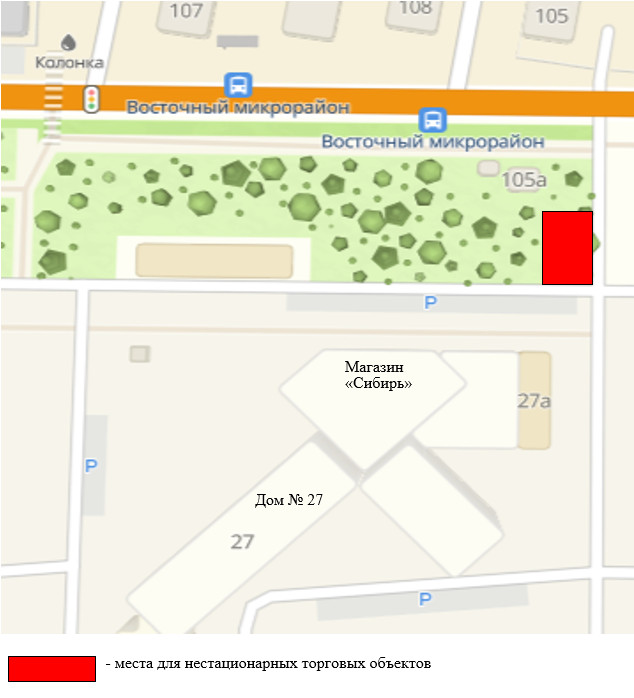 107
108
105
Колонка
Восточный микрорайон
Восточный микрорайон
105а
P
Магазин
«Сибирь»
27а
P
Дом № 27
27
P
- места для нестационарных торговых объектов